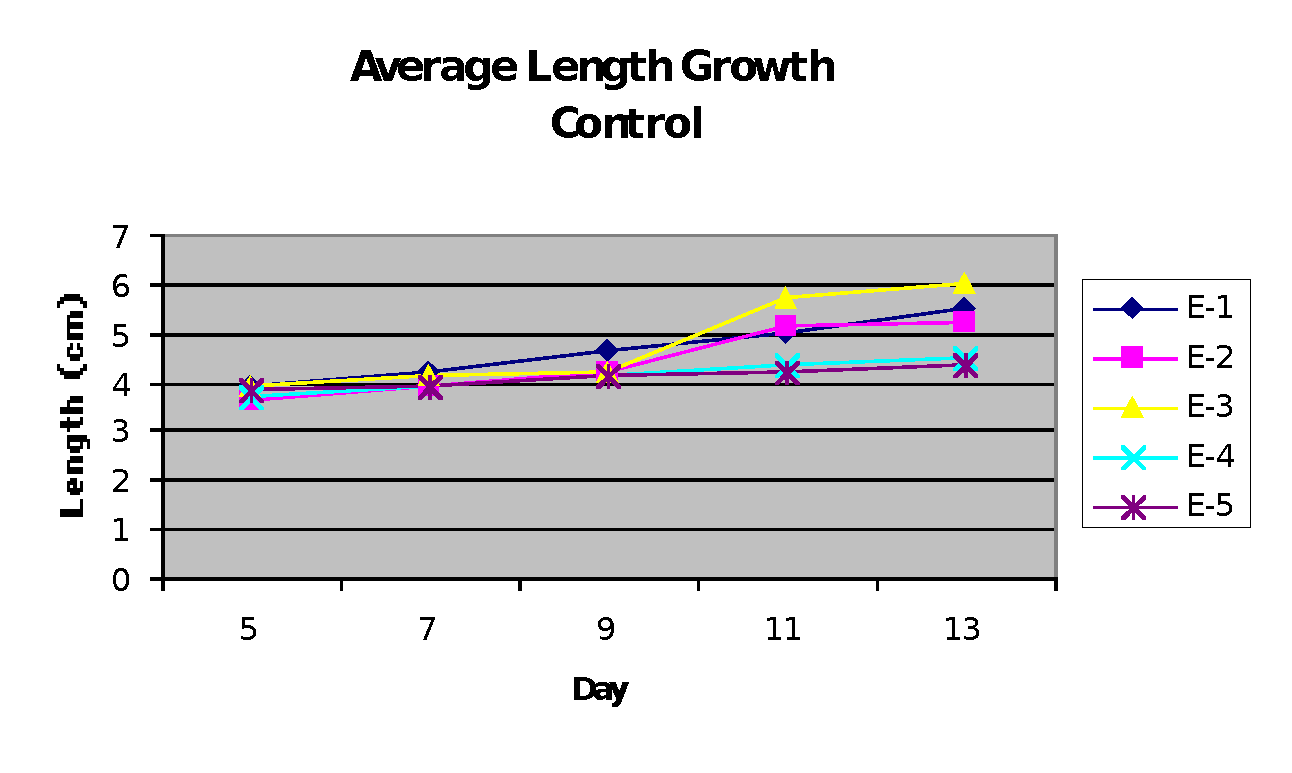 Average Length Growth
Control
7
6
5
4
3
2
1
0
Length (cm)
5 7 9 11 13
Day
E-1
E-2
E-3
E-4
E-5